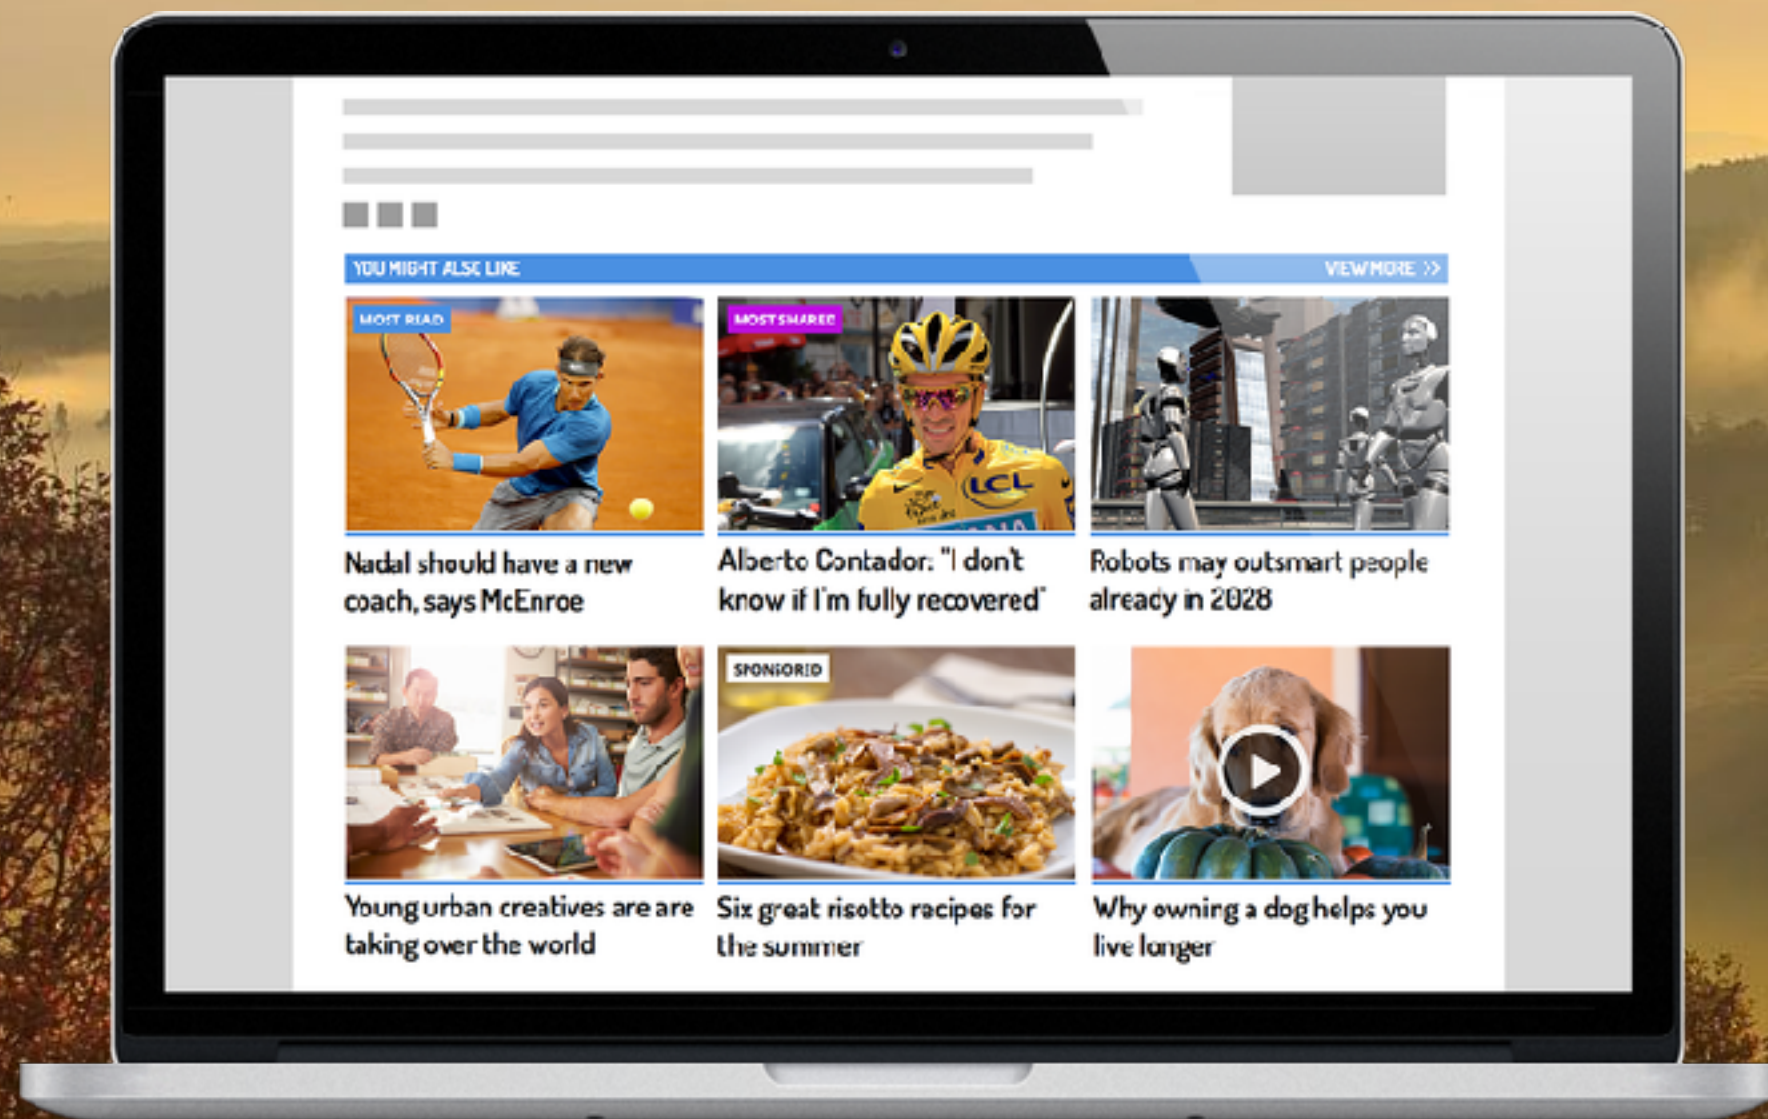 YOU MIGHT ALSO LIKE
VIEW MORE >>
MOST READ
MOST SHARED
LCL
Nadal should have a new
coach, says McEnroe
Alberto Contador: "I don't
know if I'm fully recovered"
Robots may outsmart people
already in 2028
SPONSORED
Young urban creatives are are
taking over the world
Six great risotto recipes for
the summer
Why owning a dog helps you
live longer